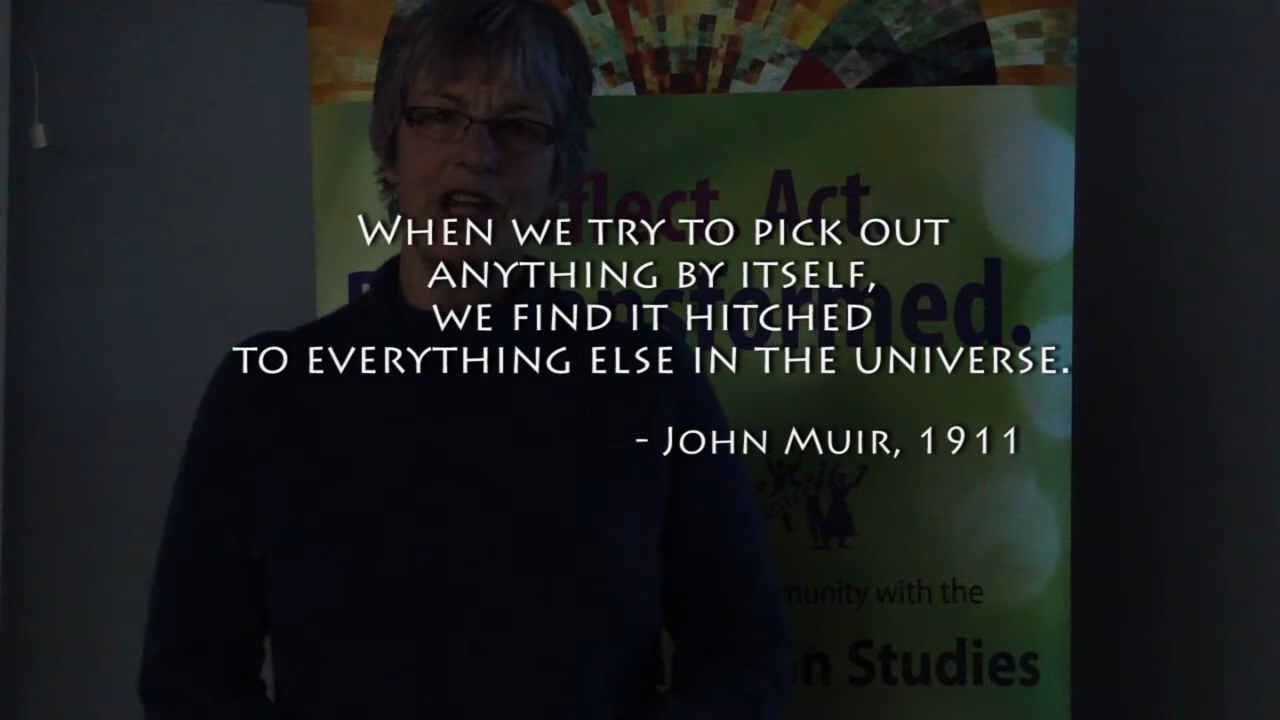 Act
WHEN WE TRY TO PICK OUT
ANYTHING BY ITSELF,
WE FIND IT HITCHED
TO EVERYTHING ELSE IN THE UNIVERSE.
- JOHN MUIR, 1911
with the
Studies